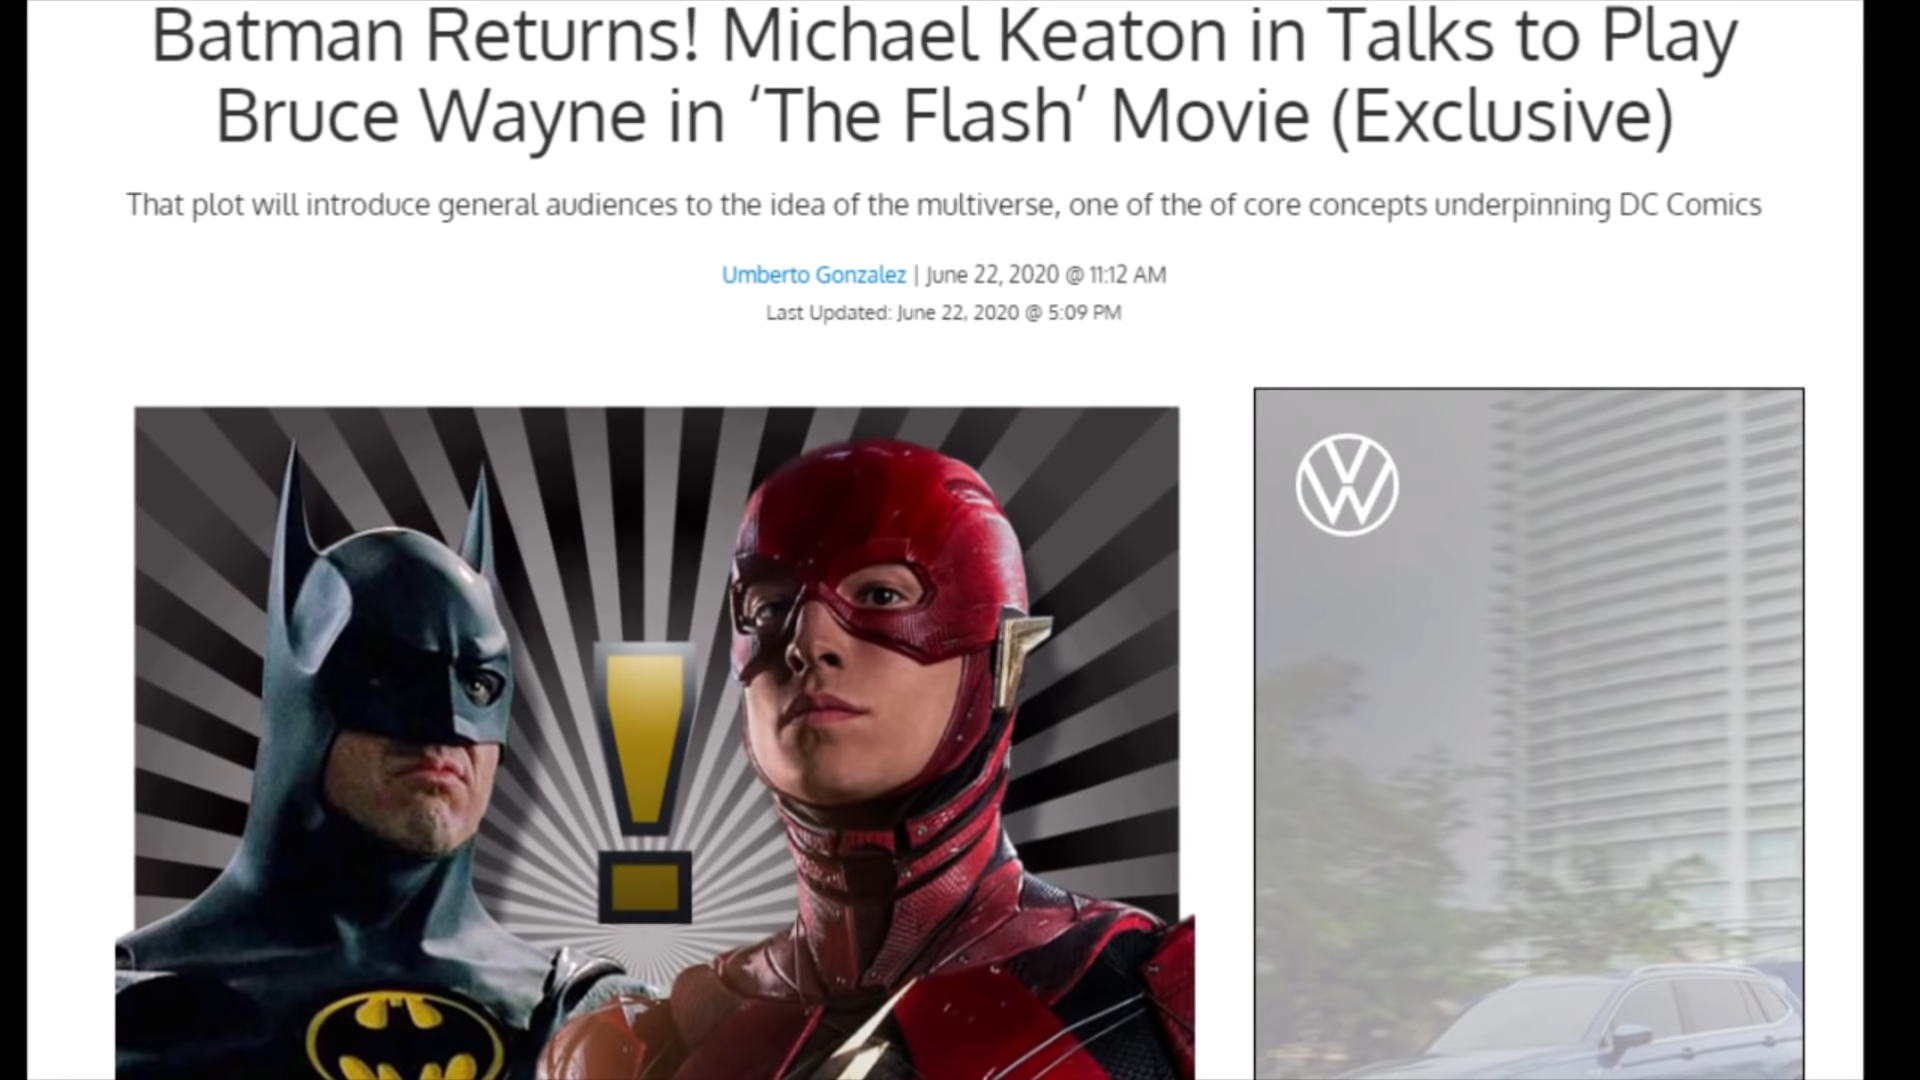 Batman Returns! Michael Keaton in Talks to Play
Bruce Wayne in ‘The Flash’ Movie (Exclusive)
That plot will introduce general audiences to the idea of the multiverse, one of the of core concepts underpinning DC Comics
Umberto Gonzalez | June 22, 2020 @ 11:12 AM
Last Updated: June 22, 2020 @ 5:09 PM
!
VW